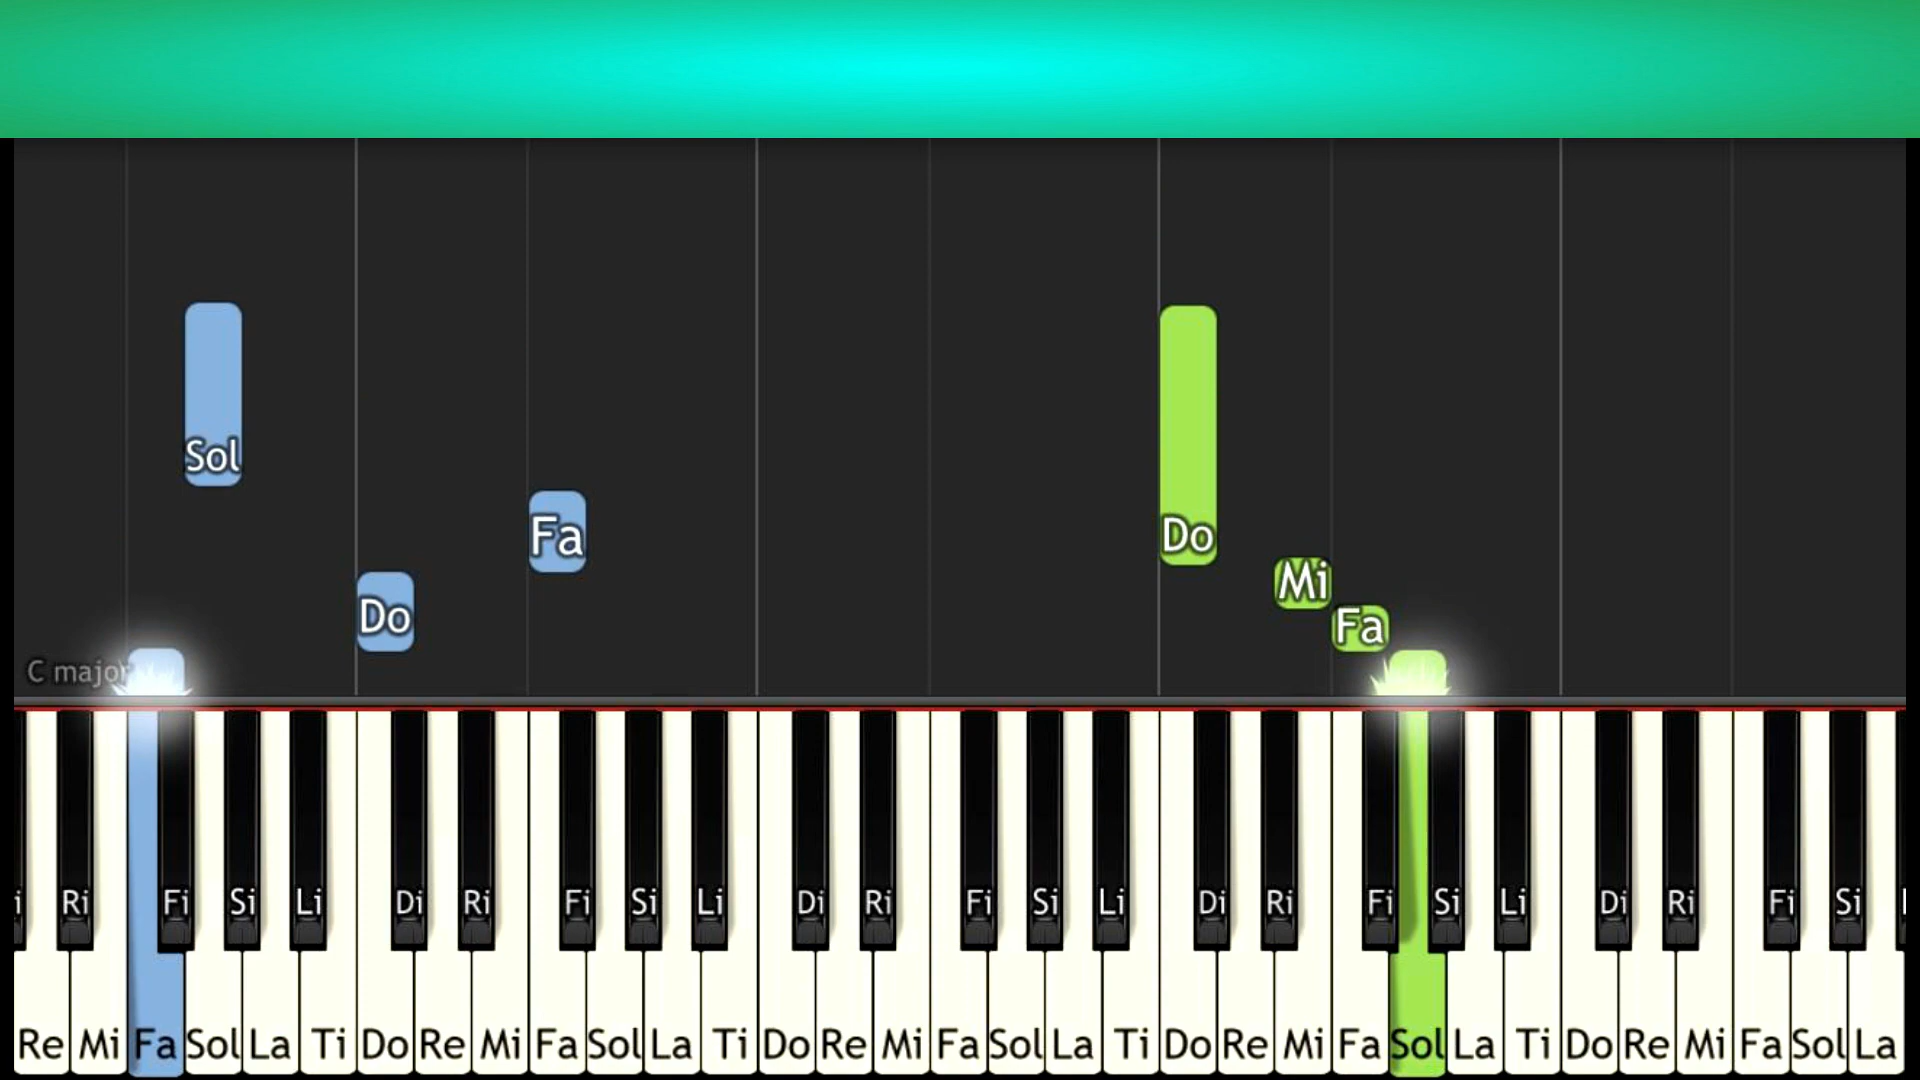 Sol
Fa
Do
Do
Mi
Fa
C major
Ri Fi Si Li Di Ri Fi Si Li Di Ri Fi Si Li Di Ri Fi Si Li Di Ri Fi Si
Re Mi Fa Sol La Ti Do Re Mi Fa Sol La Ti Do Re Mi Fa Sol La Ti Do Re Mi Fa Sol La Ti Do Re Mi Fa Sol La